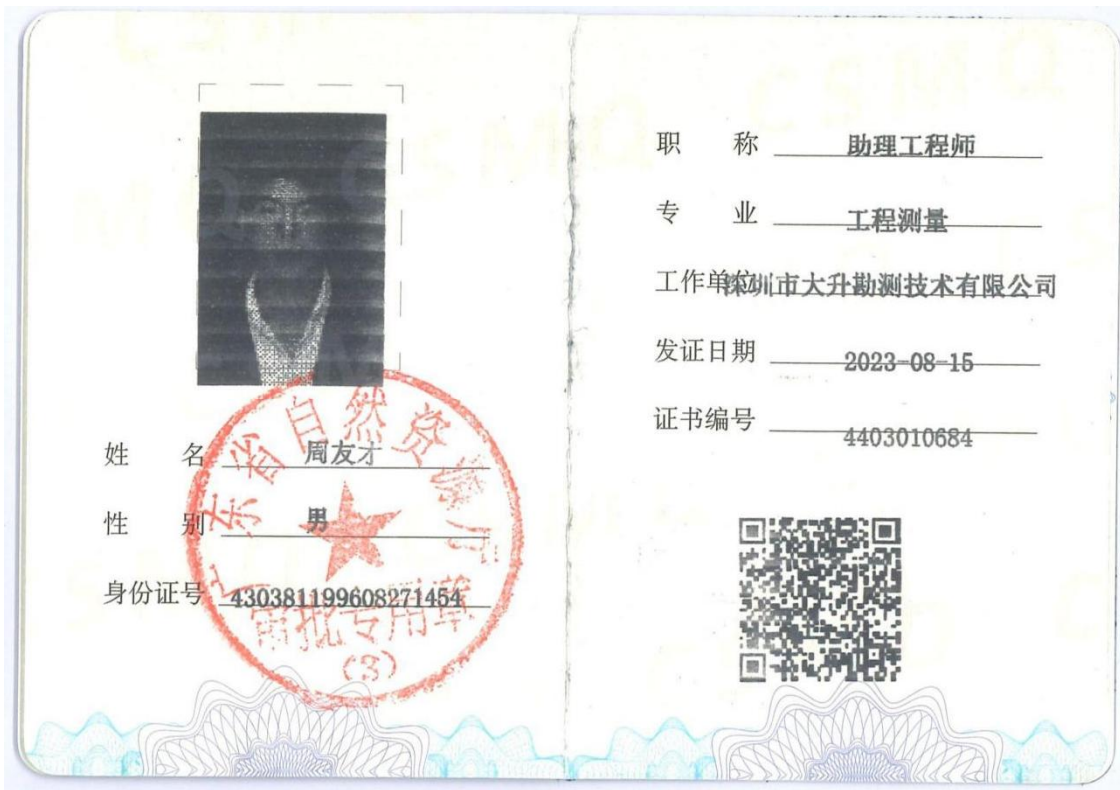 姓 名 周友才
性 别 男
身份证号 430381199608271454
广东省自然资源厅
审批专用章
(3)
职 称 助理工程师
专 业 工程测量
工作单位 深圳市大升勘测技术有限公司
发证日期 2023-08-15
证书编号 4403010684